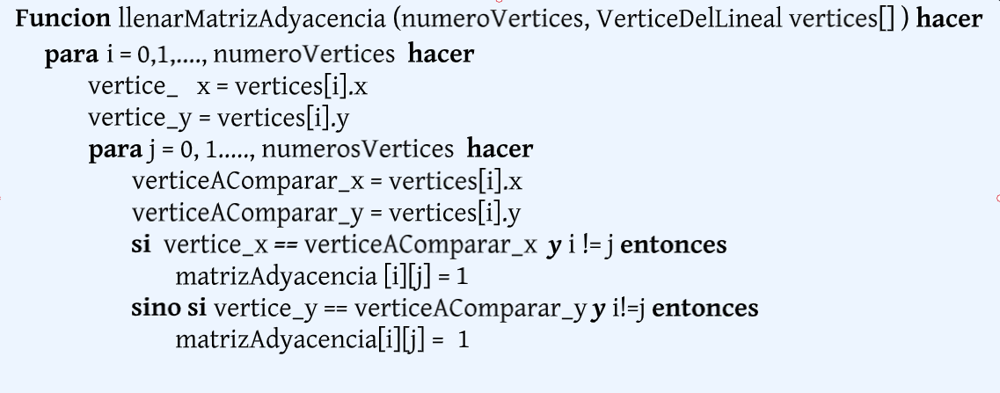 Funcion llenarMatrizAdyacencia (numeroVertices, VerticeDelLineal vertices[] ) hacer
para i = 0,1,...., numeroVertices hacer
vertice_ x = vertices[i].x
vertice_y = vertices[i].y
para j = 0, 1....., numerosVertices hacer
verticeAComparar_x = vertices[i].x
verticeAComparar_y = vertices[i].y
si vertice_x == verticeAComparar_x y i != j entonces
matrizAdyacencia [i][j] = 1
sino si vertice_y == verticeAComparar_y y i!=j entonces
matrizAdyacencia[i][j] = 1